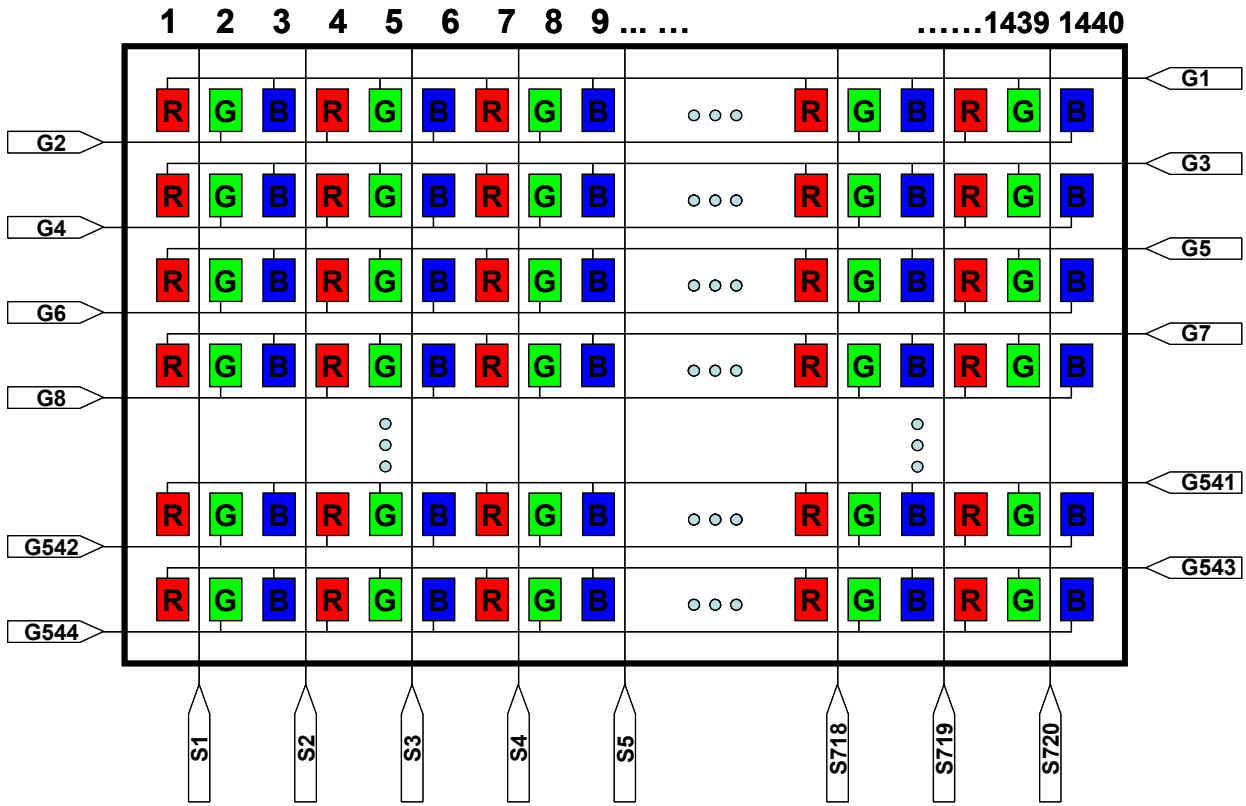 1 2 3 4 5 6 7 8 9 ... ... ......1439 1440
G1
R G B R G B R G B R G B R G B
G2
G3
R G B R G B R G B R G B R G B
G4
G5
R G B R G B R G B R G B R G B
G6
G7
R G B R G B R G B R G B R G B
G8
G541
R G B R G B R G B R G B R G B
G542
G543
R G B R G B R G B R G B R G B
G544
S1 S2 S3 S4 S5 S718 S719 S720